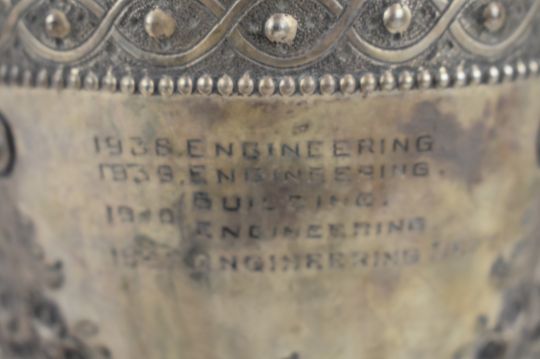 1938. ENGINEERING
1939. ENGINEERING.
BUILDING.
1940 ENGINEERING
ENGINEERING